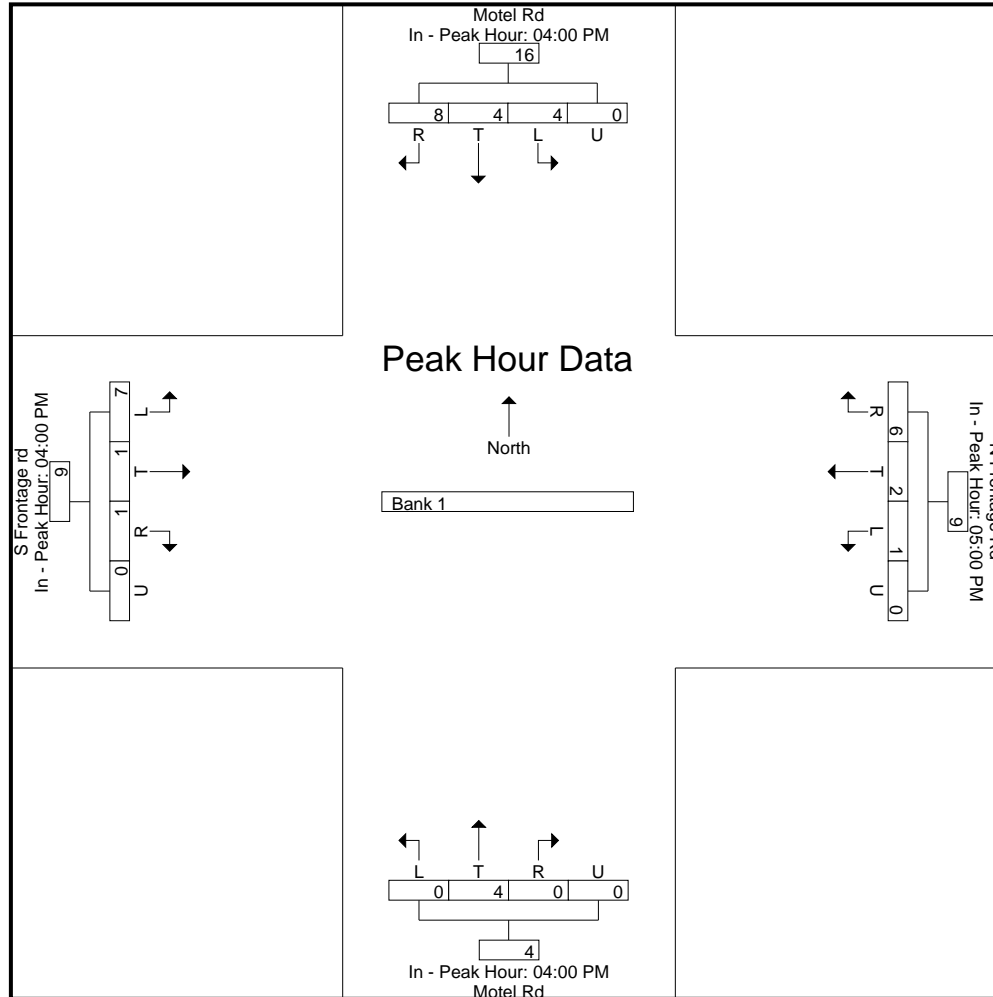 Motel Rd
In - Peak Hour: 04:00 PM
16
8 4 4 0
R T L U
Peak Hour Data
North
Bank 1
S Frontage rd
In - Peak Hour: 04:00 PM
9
7 1 1 0
L T R U
In - Peak Hour: 05:00 PM
9
6 2 1 0
R T L U
L T R U
0 4 0 0
4
In - Peak Hour: 04:00 PM
Motel Rd